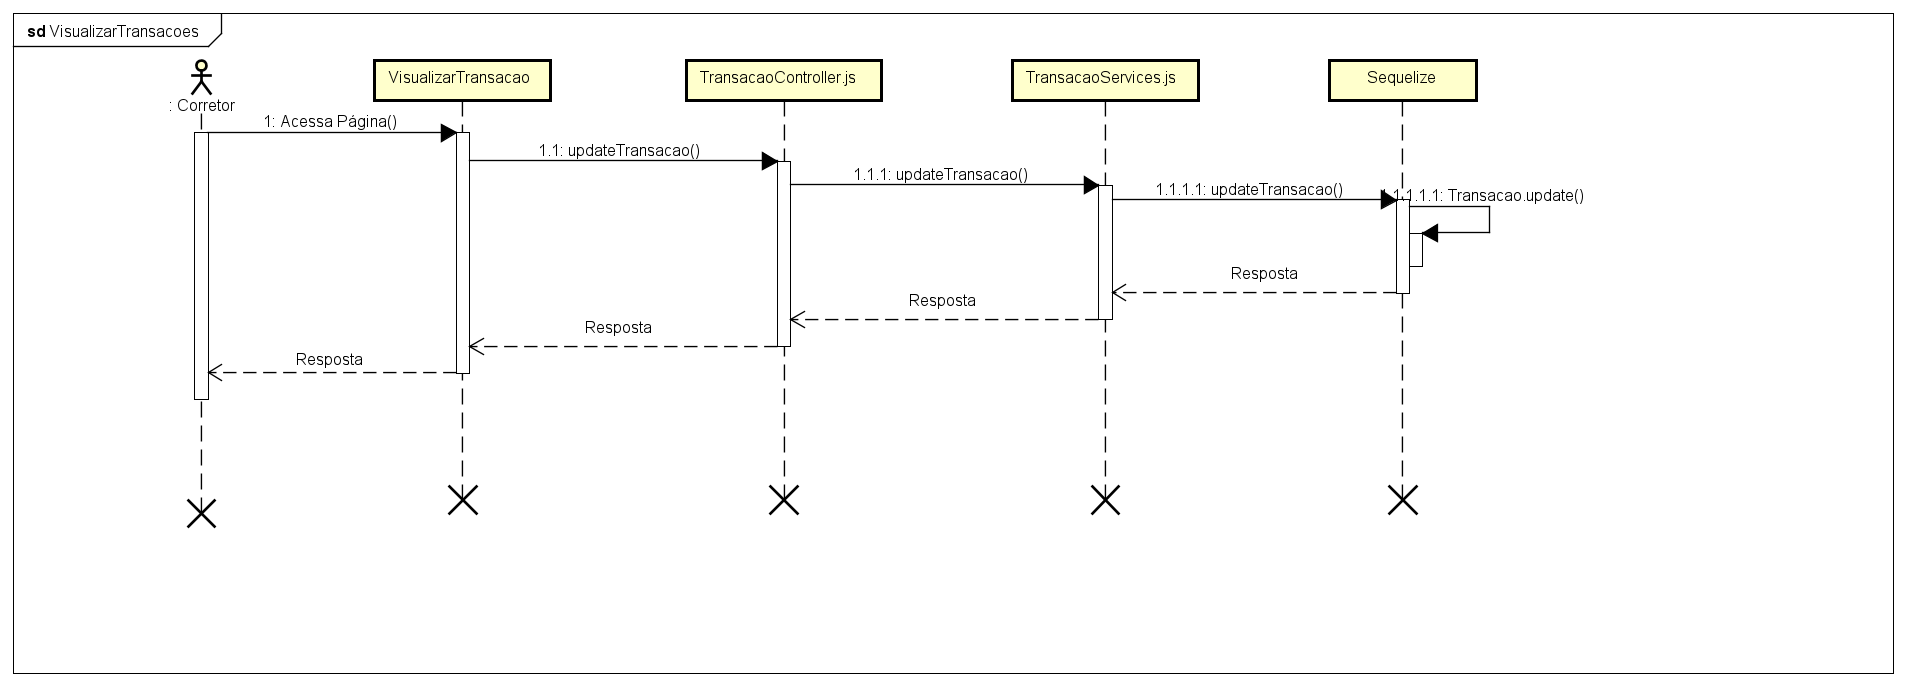 sd VisualizarTransacoes
: Corretor
VisualizarTransacao
TransacaoController.js
TransacaoServices.js
Sequelize
1: Acessa Página()
1.1: updateTransacao()
1.1.1: updateTransacao()
1.1.1.1: updateTransacao()
1.1.1.1.1: Transacao.update()
Resposta
Resposta
Resposta
Resposta